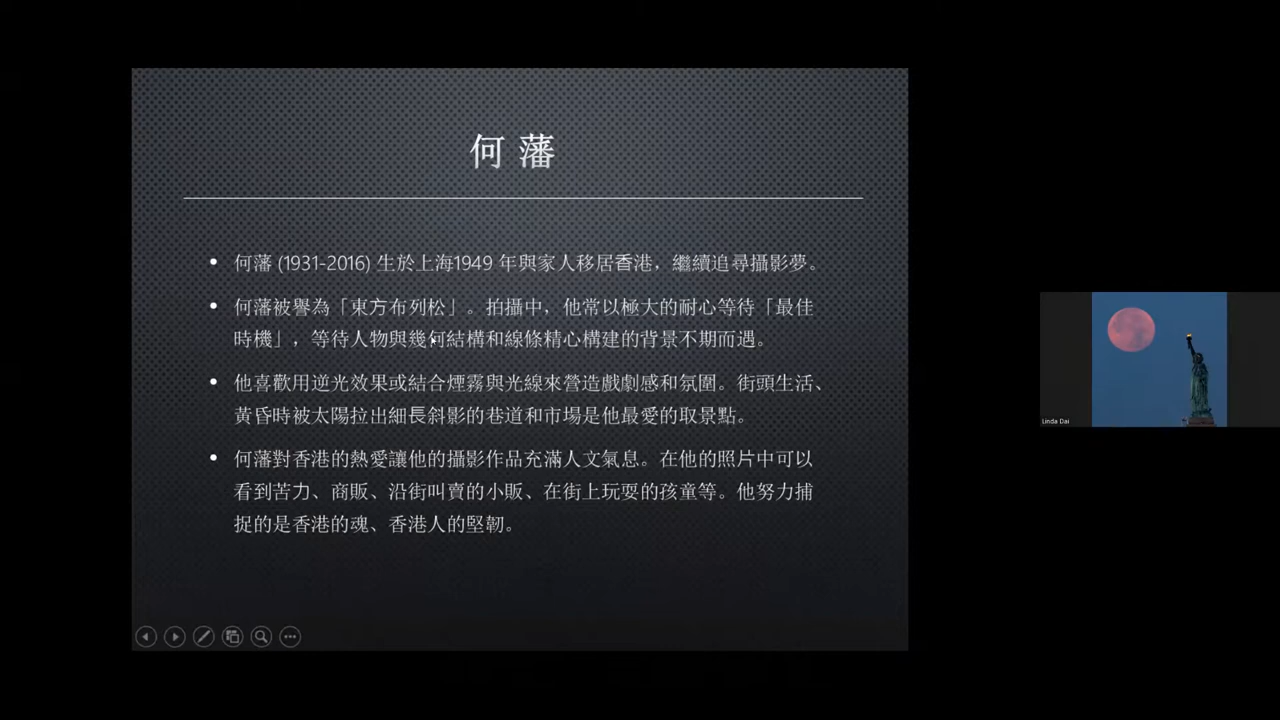 何藩
何藩 (1931-2016) 生於上海1949 年與家人移居香港，繼續追尋攝影夢。
何藩被譽為「東方布列松」。拍攝中，他常以極大的耐心等待「最佳
時機」，等待人物與幾何結構和線條精心構建的背景不期而遇。
他喜歡用逆光效果或結合煙霧與光線來營造戲劇感和氛圍。街頭生活、
黃昏時被太陽拉出細長斜影的巷道和市場是他最愛的取景點。
何藩對香港的熱愛讓他的攝影作品充滿人文氣息。在他的照片中可以
看到苦力、商販、沿街叫賣的小販、在街上玩耍的孩童等。他努力捕
捉的是香港的魂、香港人的堅韌。
Linda Dai